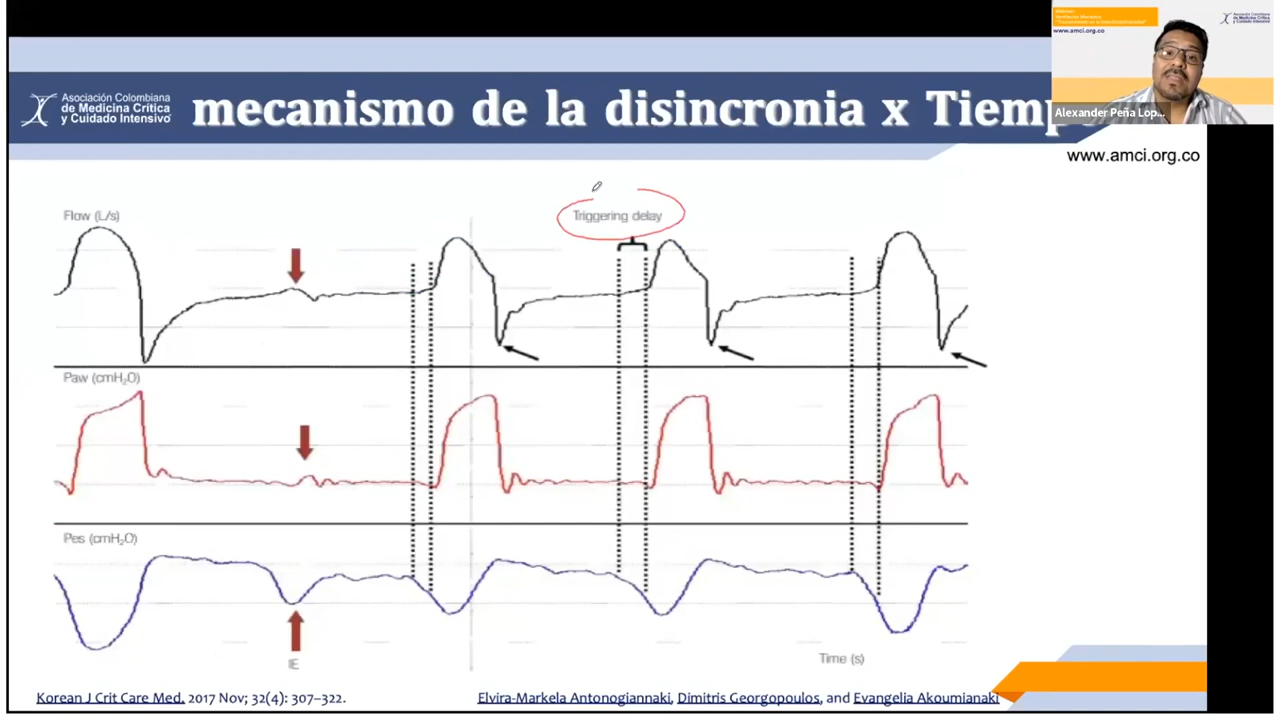 Asociación Colombiana
de Medicina Crítica
y Cuidado Intensivo
mecanismo de la disincronia x
www.amci.org.co
Alexander Peña Lop...
www.amci.org.co
Flow (L/s)
Triggering delay
Paw (cmH₂O)
Pes (cmH₂O)
IE
Time (s)
Korean J Crit Care Med. 2017 Nov; 32(4): 307–322.
Elvira-Markela Antonogiannaki, Dimitris Georgopoulos, and Evangelia Akoumianaki